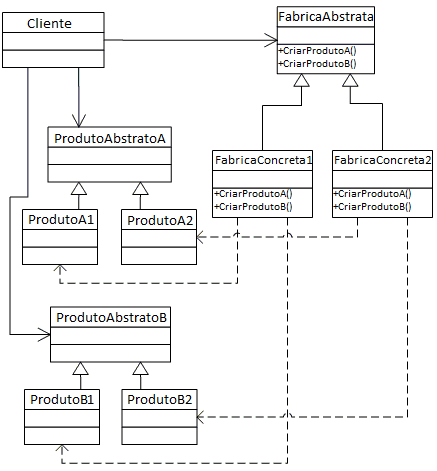 Cliente
FabricaAbstrata
+CriarProdutoA()
+CriarProdutoB()
ProdutoAbstratoA
FabricaConcreta1
+CriarProdutoA()
+CriarProdutoB()
FabricaConcreta2
+CriarProdutoA()
+CriarProdutoB()
ProdutoA1
ProdutoA2
ProdutoAbstratoB
ProdutoB1
ProdutoB2